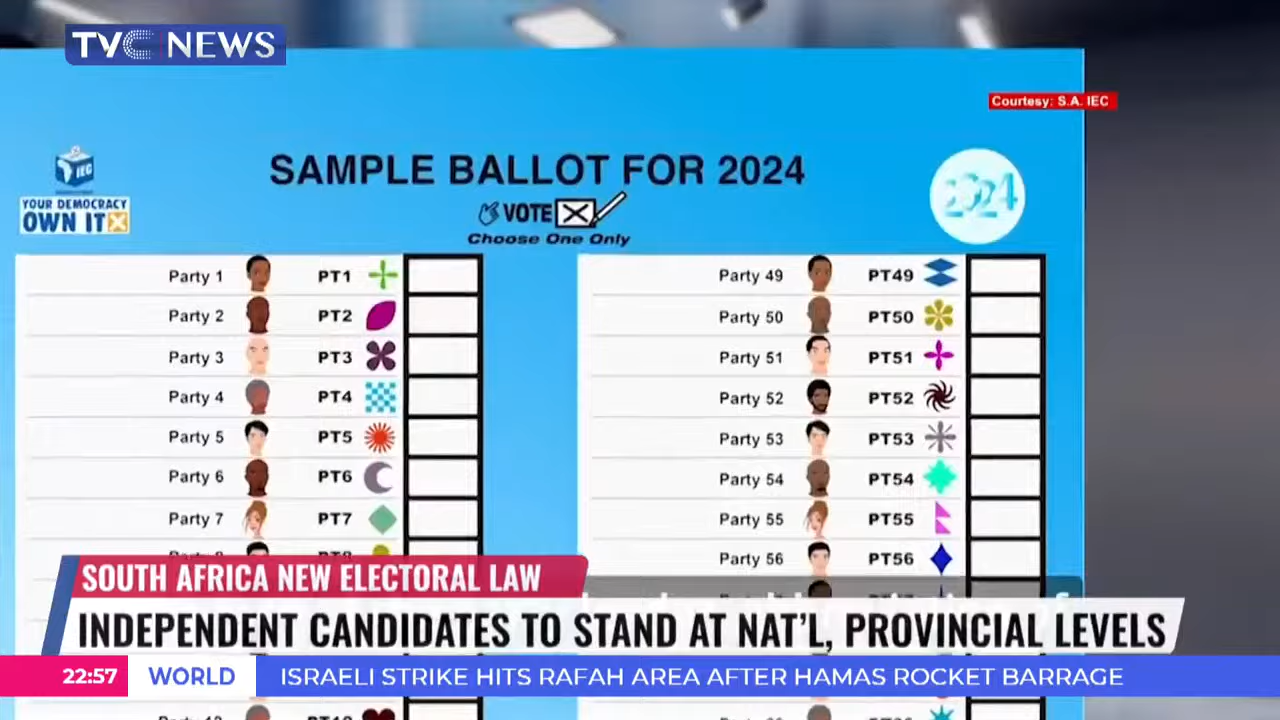 TVC NEWS
Courtesy: S.A. IEC
IEC
YOUR DEMOCRACY
OWN IT
SAMPLE BALLOT FOR 2024
2024
VOTE
Choose One Only
Party 1 PT1
Party 2 PT2
Party 3 PT3
Party 4 PT4
Party 5 PT5
Party 6 PT6
Party 7 PT7
Party 8 PT8
Party 49 PT49
Party 50 PT50
Party 51 PT51
Party 52 PT52
Party 53 PT53
Party 54 PT54
Party 55 PT55
Party 56 PT56
SOUTH AFRICA NEW ELECTORAL LAW
INDEPENDENT CANDIDATES TO STAND AT NAT'L, PROVINCIAL LEVELS
22:57 WORLD ISRAELI STRIKE HITS RAFAH AREA AFTER HAMAS ROCKET BARRAGE